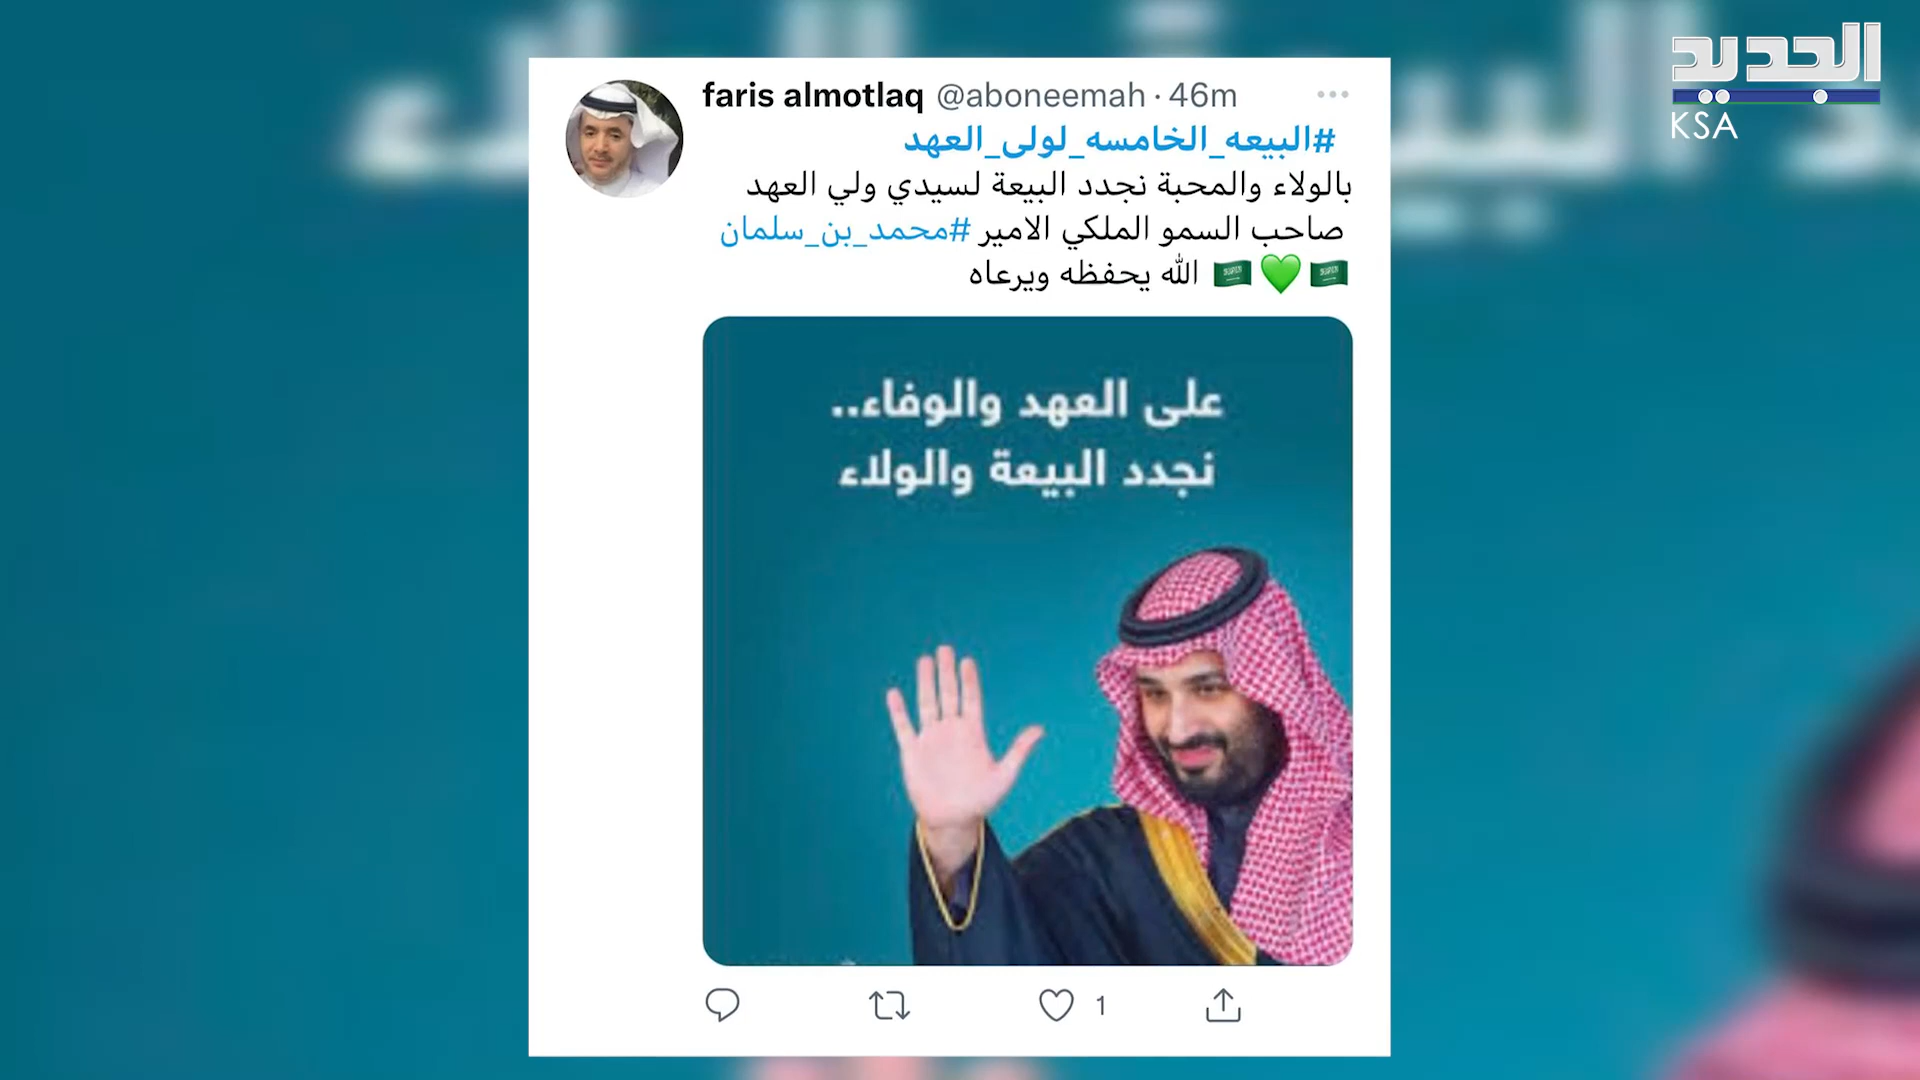 الجديد
KSA
faris almotlaq @aboneemah · 46m
#البيعه_الخامسه_لولى_العهد
بالولاء والمحبة نجدد البيعة لسيدي ولي العهد
صاحب السمو الملكي الامير #محمد_بن_سلمان
🇸🇦💚🇸🇦 الله يحفظه ويرعاه
على العهد والوفاء..
نجدد البيعة والولاء
1